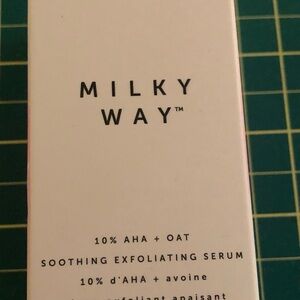 MILKY
WAY™
10% AHA + OAT
SOOTHING EXFOLIATING SERUM
10% d'AHA + avoine
exfoliant apaisant